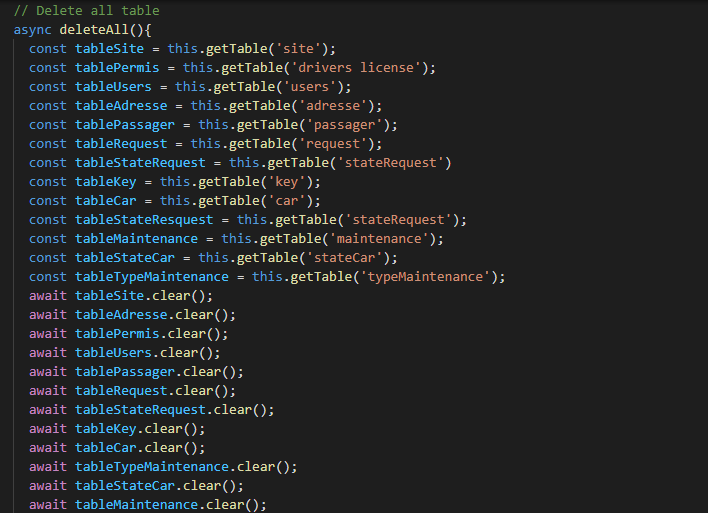 // Delete all table
async deleteAll(){
const tableSite = this.getTable('site');
const tablePermis = this.getTable('drivers license');
const tableUsers = this.getTable('users');
const tableAdresse = this.getTable('adresse');
const tablePassager = this.getTable('passager');
const tableRequest = this.getTable('request');
const tableStateRequest = this.getTable('stateRequest')
const tableKey = this.getTable('key');
const tableCar = this.getTable('car');
const tableStateResquest = this.getTable('stateRequest');
const tableMaintenance = this.getTable('maintenance');
const tableStateCar = this.getTable('stateCar');
const tableTypeMaintenance = this.getTable('typeMaintenance');
await tableSite.clear();
await tableAdresse.clear();
await tablePermis.clear();
await tableUsers.clear();
await tablePassager.clear();
await tableRequest.clear();
await tableStateRequest.clear();
await tableKey.clear();
await tableCar.clear();
await tableTypeMaintenance.clear();
await tableStateCar.clear();
await tableMaintenance.clear();